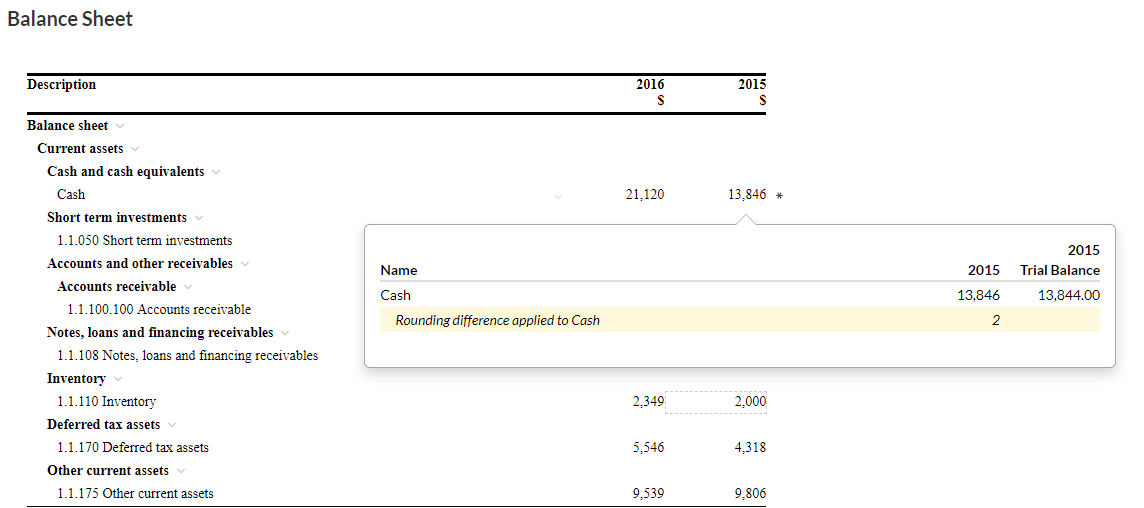 Balance Sheet
Description 2016 2015
$ $
Balance sheet
Current assets
Cash and cash equivalents
Cash 21,120 13,846 *
Short term investments
1.1.050 Short term investments
Accounts and other receivables
Accounts receivable
1.1.100.100 Accounts receivable
Notes, loans and financing receivables
1.1.108 Notes, loans and financing receivables
2015
Name 2015 Trial Balance
Cash 13,846 13,844.00
Rounding difference applied to Cash 2
Inventory
1.1.110 Inventory 2,349 2,000
Deferred tax assets
1.1.170 Deferred tax assets 5,546 4,318
Other current assets
1.1.175 Other current assets 9,539 9,806